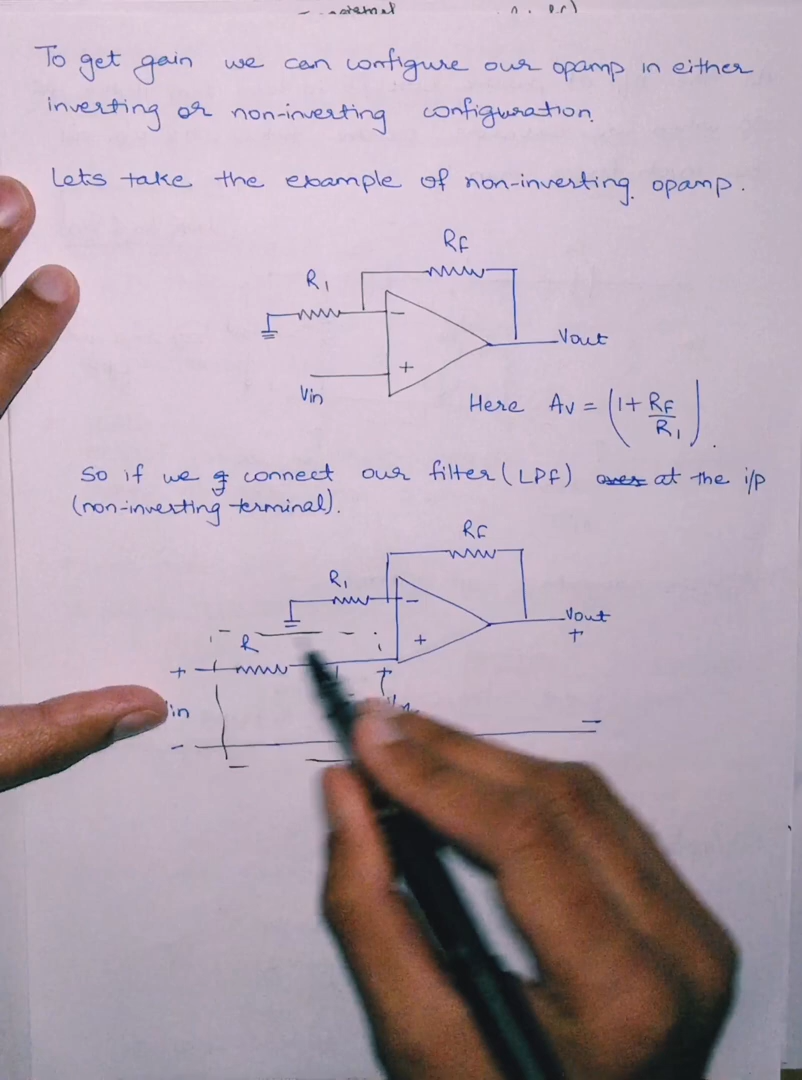 To get gain we can configure our opamp in either
inverting or non-inverting configuration.
Lets take the example of non-inverting opamp.
RF
R1
−
+
Vout
Vin
Here Av = (1 + RF/R1).
So if we connect our filter (LPF) at the i/p
(non-inverting terminal).
RF
R1
−
+
Vout
+
R
+
+
in
−
−